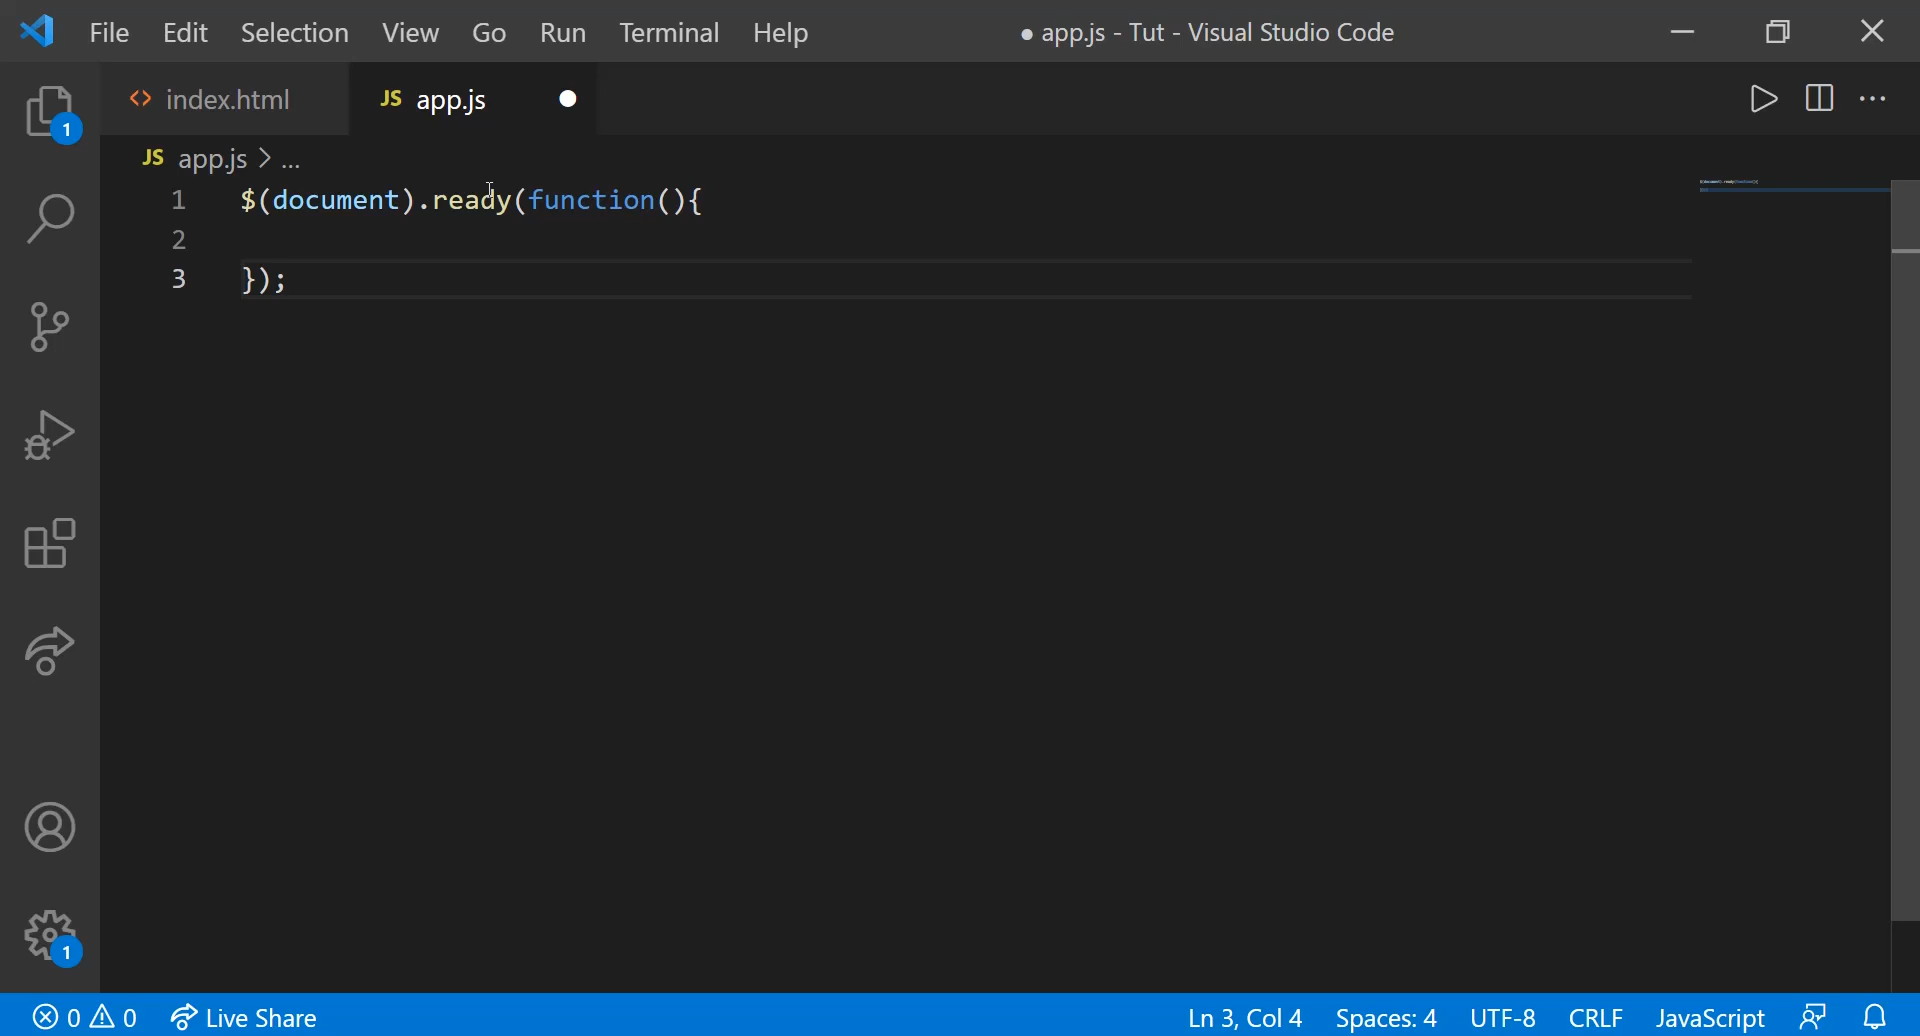 File Edit Selection View Go Run Terminal Help ● app.js - Tut - Visual Studio Code
index.html JS app.js
JS app.js > ...
1 $(document).ready(function(){
2
3 });
1
1
0 0 Live Share Ln 3, Col 4 Spaces: 4 UTF-8 CRLF JavaScript